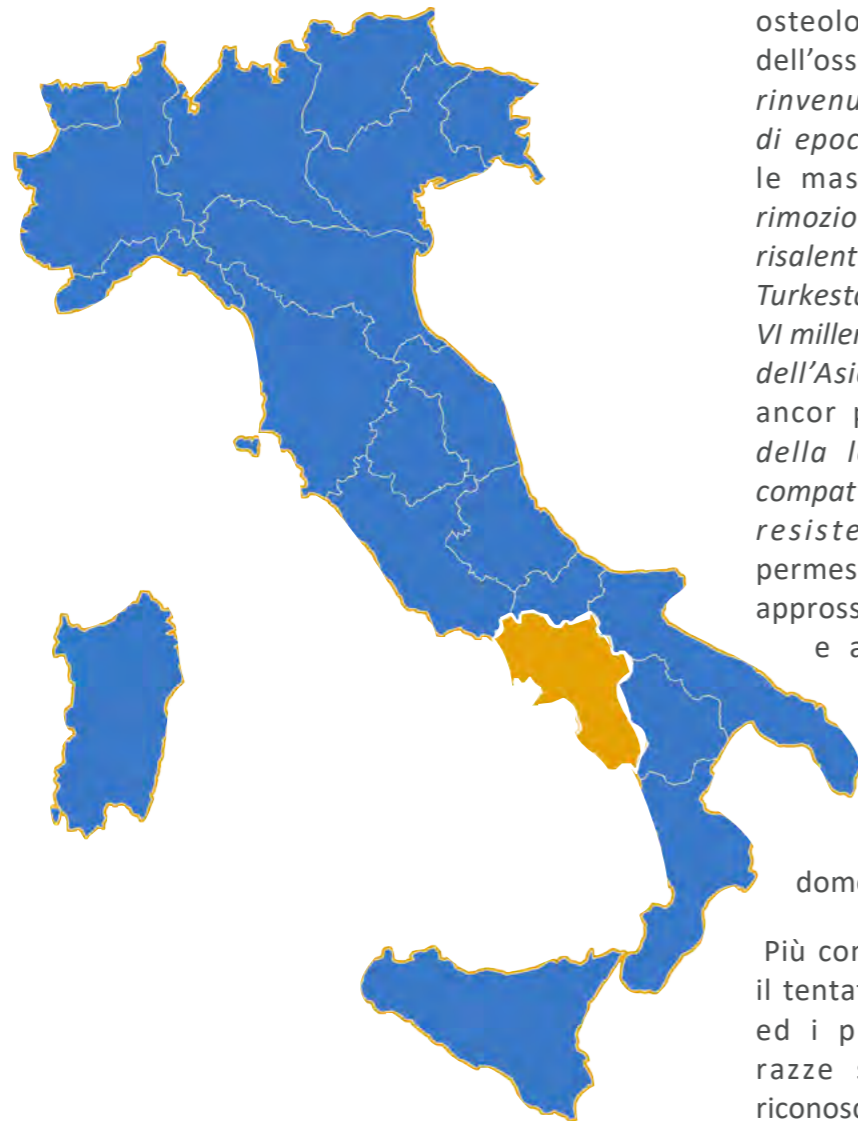 osteolo
dell’oss
rinvenu
di epoc
le mas
rimozio
risalent
Turkesta
VI millen
dell’Asia
ancor p
della l
compat
resiste
permes
appross
e a
dome
Più con
il tentat
ed i p
razze s
riconosc